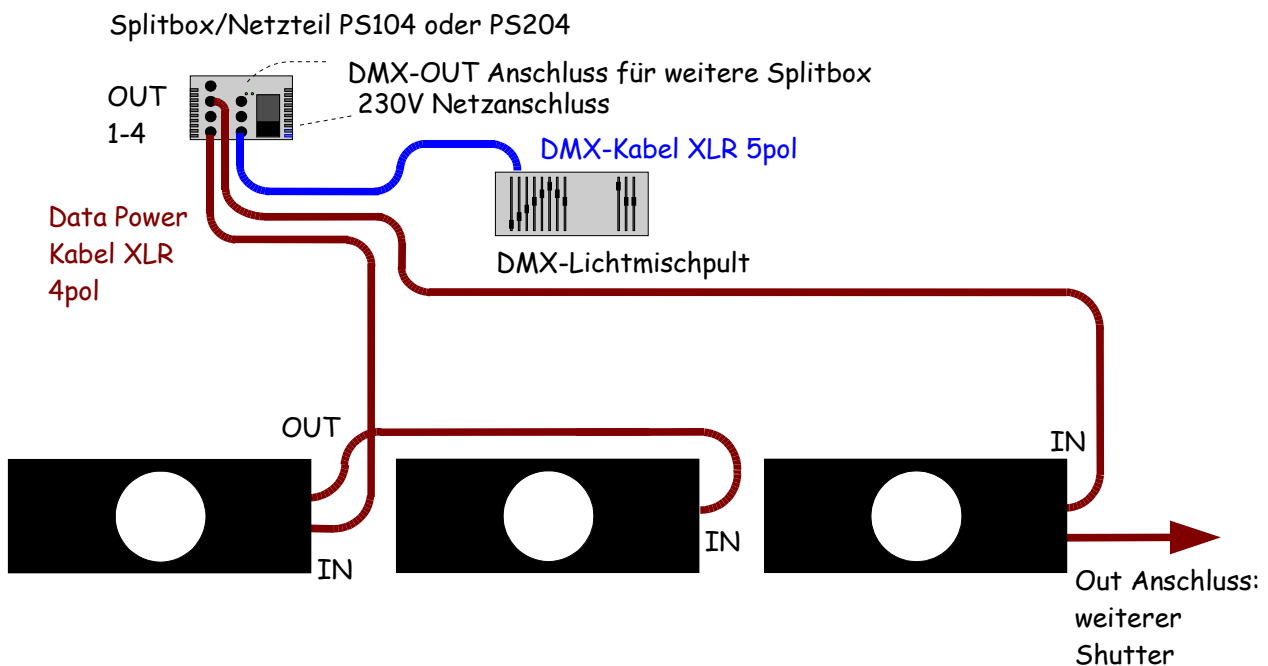 Splitbox/Netzteil PS104 oder PS204
DMX-OUT Anschluss für weitere Splitbox
230V Netzanschluss
OUT
1-4
DMX-Kabel XLR 5pol
Data Power
Kabel XLR
4pol
DMX-Lichtmischpult
OUT
IN
IN
IN
Out Anschluss:
weiterer
Shutter